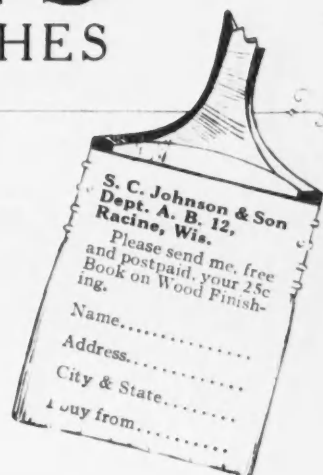 HES
S. C. Johnson & Son
Dept. A. B. 12,
Racine, Wis.
Please send me, free
and postpaid, your 25c
Book on Wood Finish-
ing.
Name..............
Address.............
City & State........
I buy from..........